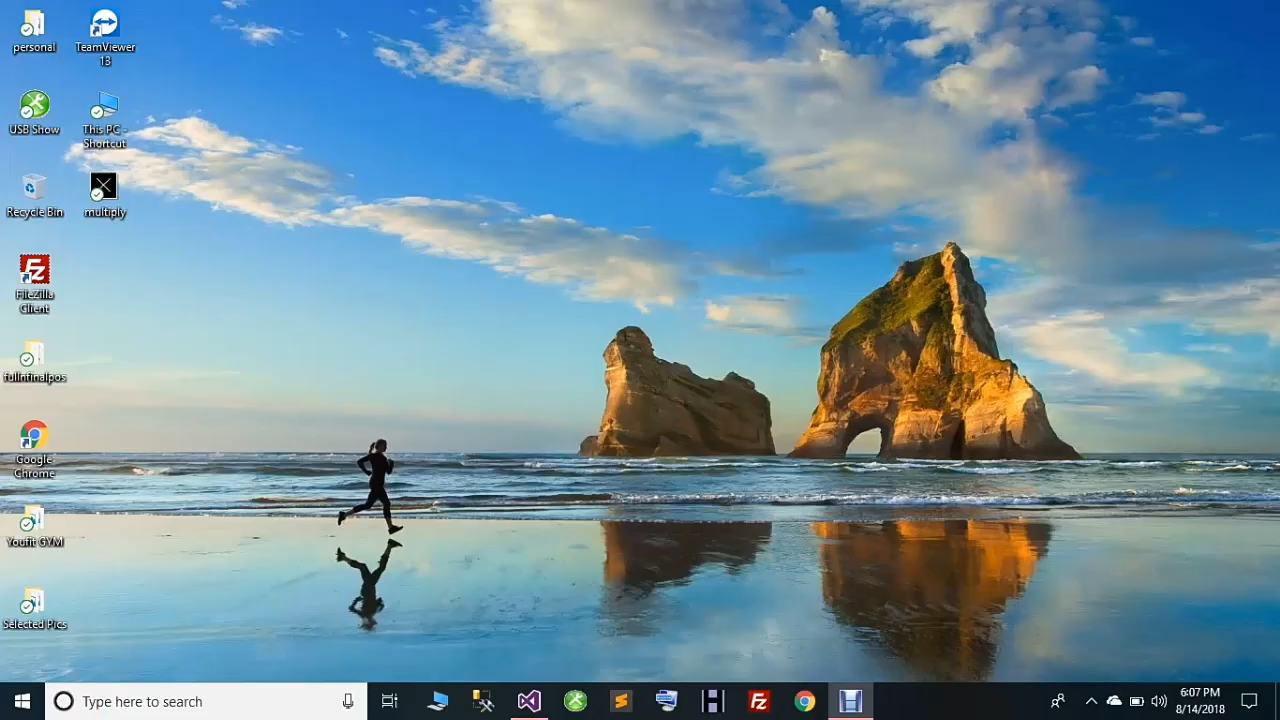 personal
TeamViewer
13
USB Show
This PC -
Shortcut
Recycle Bin
multiply
FileZilla
Client
fullnfinalpos
Google
Chrome
Youfit GYM
Selected Pics
Type here to search
6:07 PM
8/14/2018